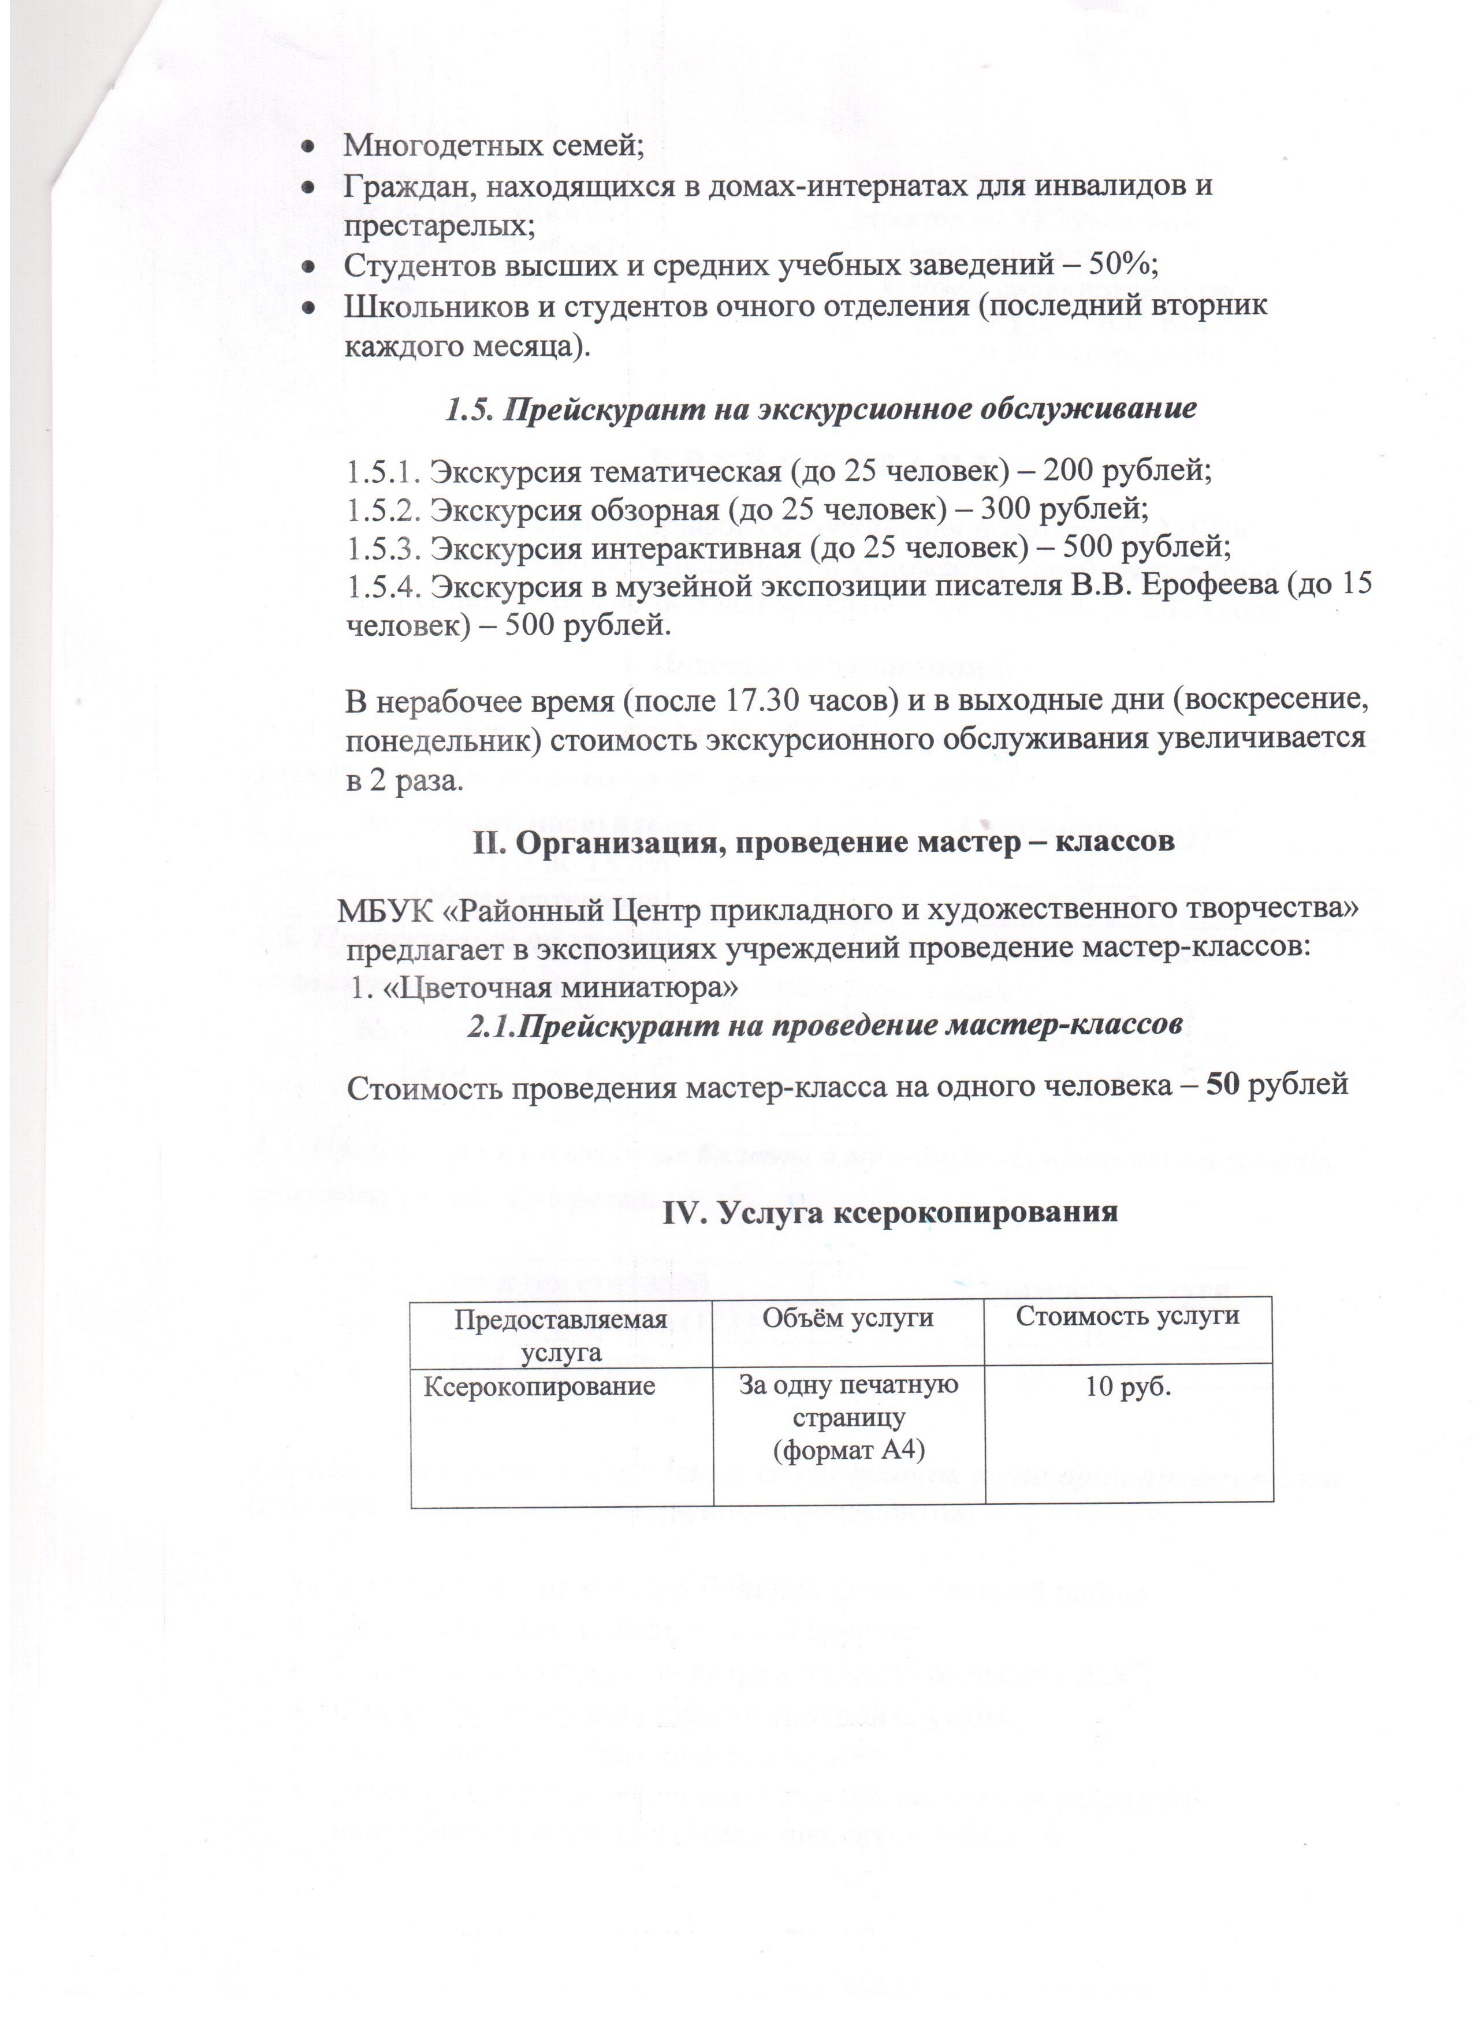 • Многодетных семей;
• Граждан, находящихся в домах-интернатах для инвалидов и
престарелых;
• Студентов высших и средних учебных заведений – 50%;
• Школьников и студентов очного отделения (последний вторник
каждого месяца).
1.5. Прейскурант на экскурсионное обслуживание
1.5.1. Экскурсия тематическая (до 25 человек) – 200 рублей;
1.5.2. Экскурсия обзорная (до 25 человек) – 300 рублей;
1.5.3. Экскурсия интерактивная (до 25 человек) – 500 рублей;
1.5.4. Экскурсия в музейной экспозиции писателя В.В. Ерофеева (до 15
человек) – 500 рублей.
В нерабочее время (после 17.30 часов) и в выходные дни (воскресение,
понедельник) стоимость экскурсионного обслуживания увеличивается
в 2 раза.
II. Организация, проведение мастер – классов
МБУК «Районный Центр прикладного и художественного творчества»
предлагает в экспозициях учреждений проведение мастер-классов:
1. «Цветочная миниатюра»
2.1.Прейскурант на проведение мастер-классов
Стоимость проведения мастер-класса на одного человека – 50 рублей
IV. Услуга ксерокопирования
Предоставляемая
услуга
Объём услуги
Стоимость услуги
Ксерокопирование
За одну печатную
страницу
(формат А4)
10 руб.